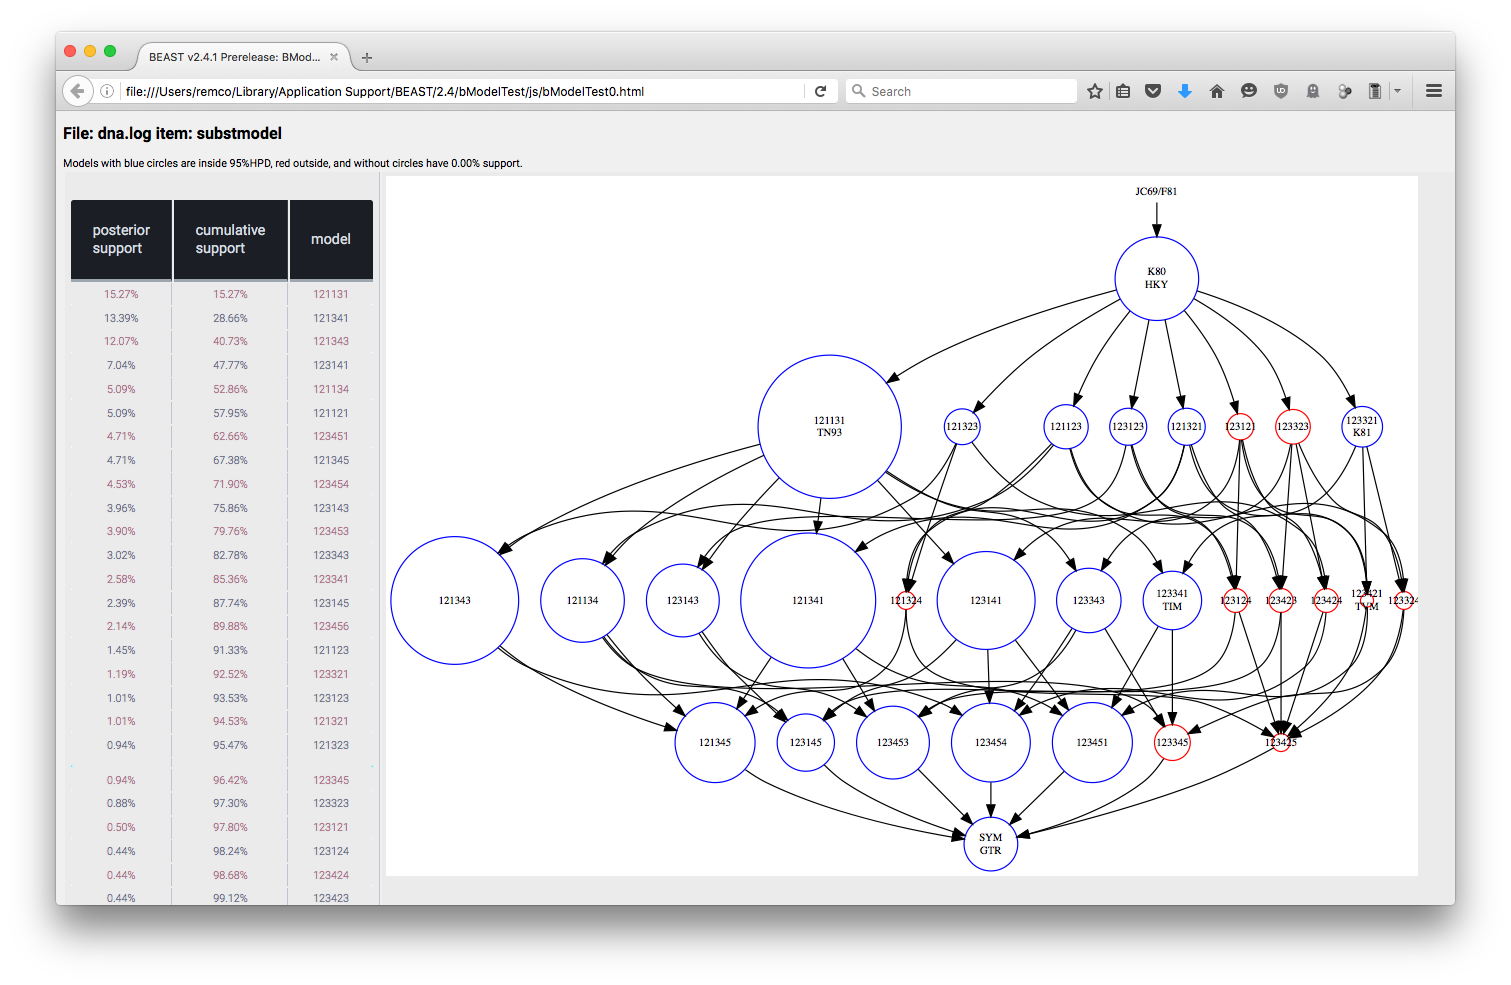 BEAST v2.4.1 Prerelease: BMod...
file:///Users/remco/Library/Application Support/BEAST/2.4/bModelTest/js/bModelTest0.html
Search
File: dna.log item: substmodel
Models with blue circles are inside 95%HPD, red outside, and without circles have 0.00% support.
posterior support cumulative support model
15.27% 15.27% 121131
13.39% 28.66% 121341
12.07% 40.73% 121343
7.04% 47.77% 123141
5.09% 52.86% 121134
5.09% 57.95% 121121
4.71% 62.66% 123451
4.71% 67.38% 121345
4.53% 71.90% 123454
3.96% 75.86% 123143
3.90% 79.76% 123453
3.02% 82.78% 123343
2.58% 85.36% 123341
2.39% 87.74% 123145
2.14% 89.88% 123456
1.45% 91.33% 121123
1.19% 92.52% 123321
1.01% 93.53% 123123
1.01% 94.53% 121321
0.94% 95.47% 121323
0.94% 96.42% 123345
0.88% 97.30% 123323
0.50% 97.80% 123121
0.44% 98.24% 123124
0.44% 98.68% 123424
0.44% 99.12% 123423
JC69/F81
K80
HKY
121131
TN93
121323
121123
123123
121321
123121
123323
123321
K81
121343
121134
123143
121341
121324
123141
123343
123341
TIM
123124
123423
123424
123421
TVM
123324
121345
123145
123453
123454
123451
123345
123425
SYM
GTR